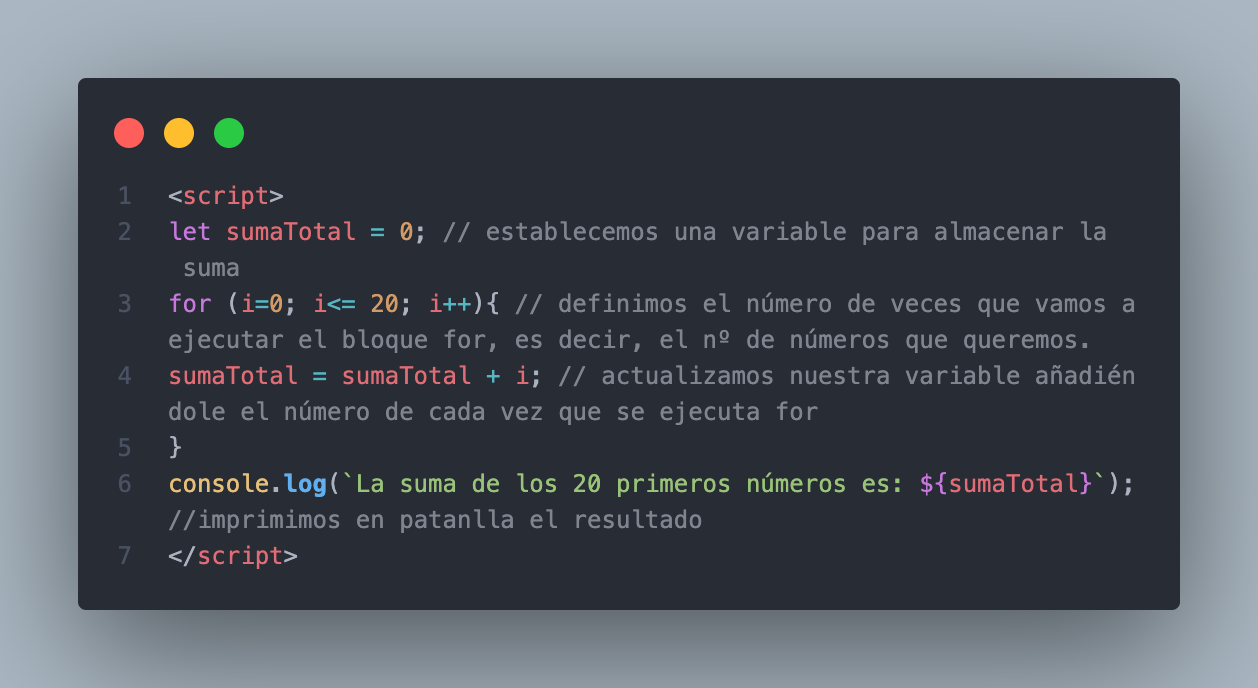 1 <script>
2 let sumaTotal = 0; // establecemos una variable para almacenar la
suma
3 for (i=0; i<= 20; i++){ // definimos el número de veces que vamos a
ejecutar el bloque for, es decir, el nº de números que queremos.
4 sumaTotal = sumaTotal + i; // actualizamos nuestra variable añadién
dole el número de cada vez que se ejecuta for
5 }
6 console.log(`La suma de los 20 primeros números es: ${sumaTotal}`);
//imprimimos en patanlla el resultado
7 </script>